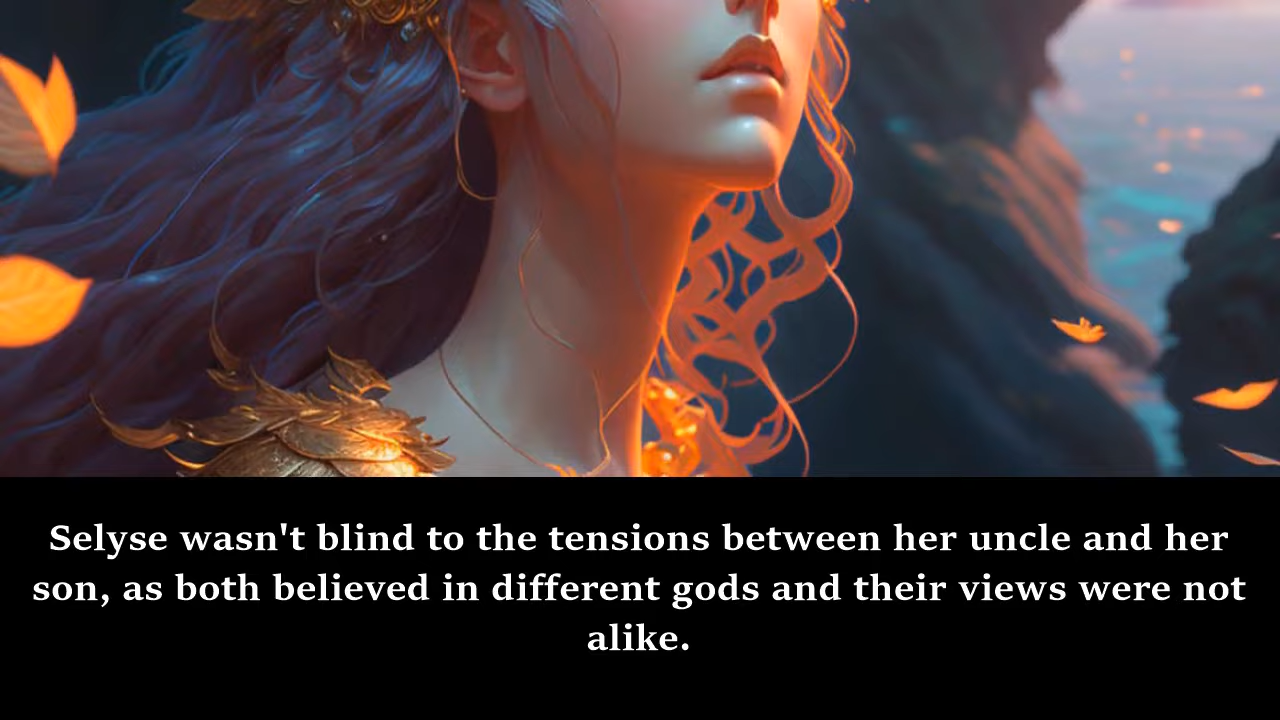 Selyse wasn't blind to the tensions between her uncle and her
son, as both believed in different gods and their views were not
alike.